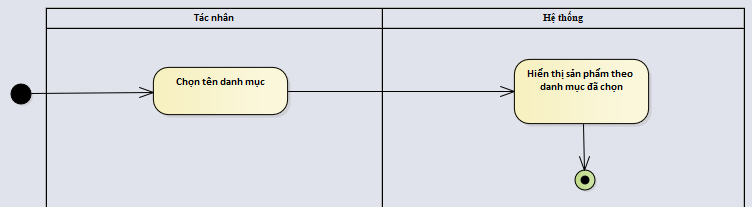 Tác nhân
Hệ thống
Chọn tên danh mục
Hiển thị sản phẩm theo
danh mục đã chọn